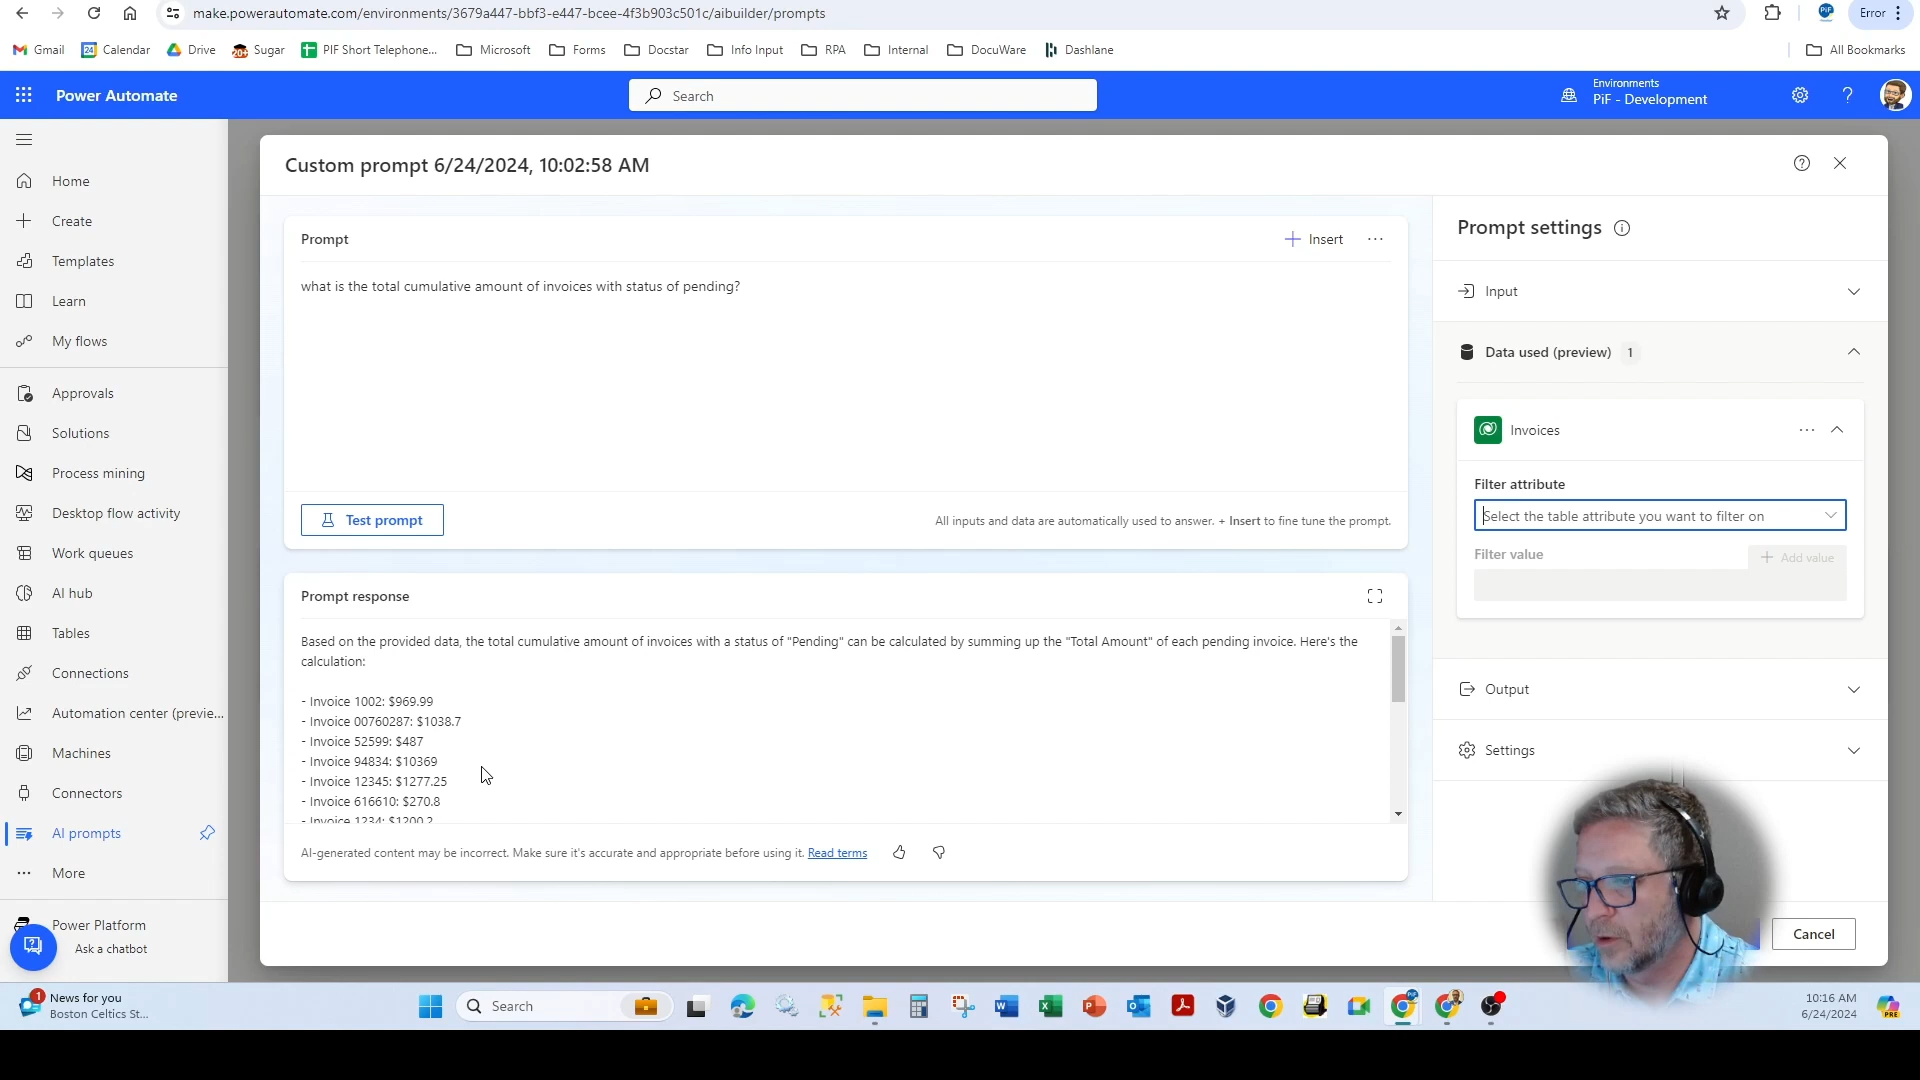 make.powerautomate.com/environments/3679a447-bbf3-e447-bcee-4f3b903c501c/aibuilder/prompts
PiF
Error
Gmail
24
Calendar
Drive
20+
Sugar
PIF Short Telephone...
Microsoft
Forms
Docstar
Info Input
RPA
Internal
DocuWare
Dashlane
All Bookmarks
Power Automate
Search
Environments
PiF - Development
?
Home
Create
Templates
Learn
My flows
Approvals
Solutions
Process mining
Desktop flow activity
Work queues
AI hub
Tables
Connections
Automation center (previe...
Machines
Connectors
AI prompts
More
Power Platform
Ask a chatbot
Custom prompt 6/24/2024, 10:02:58 AM
Prompt
Insert
what is the total cumulative amount of invoices with status of pending?
Test prompt
All inputs and data are automatically used to answer. + Insert to fine tune the prompt.
Prompt response
Based on the provided data, the total cumulative amount of invoices with a status of "Pending" can be calculated by summing up the "Total Amount" of each pending invoice. Here's the
calculation:
- Invoice 1002: $969.99
- Invoice 00760287: $1038.7
- Invoice 52599: $487
- Invoice 94834: $10369
- Invoice 12345: $1277.25
- Invoice 616610: $270.8
- Invoice 1234: $1200.2
AI-generated content may be incorrect. Make sure it's accurate and appropriate before using it. Read terms
Prompt settings
Input
Data used (preview) 1
Invoices
Filter attribute
Select the table attribute you want to filter on
Filter value
Add value
Output
Settings
Cancel
1
News for you
Boston Celtics St...
Search
10:16 AM
6/24/2024
PRE